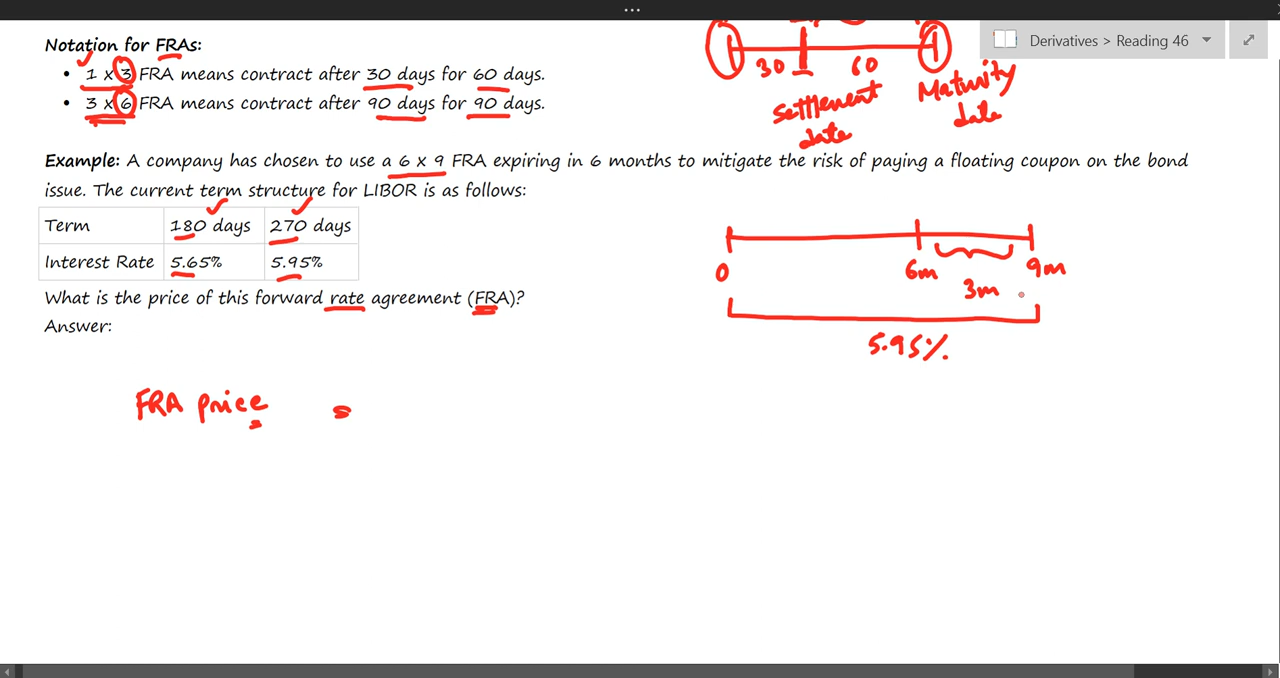 Notation for FRAs:
• 1 x 3 FRA means contract after 30 days for 60 days.
• 3 x 6 FRA means contract after 90 days for 90 days.
30
60
Settlement date
Maturity date
Derivatives > Reading 46
Example: A company has chosen to use a 6 x 9 FRA expiring in 6 months to mitigate the risk of paying a floating coupon on the bond
issue. The current term structure for LIBOR is as follows:
Term 180 days 270 days
Interest Rate 5.65% 5.95%
What is the price of this forward rate agreement (FRA)?
Answer:
0
6m
9m
3m
5.95%
FRA price =